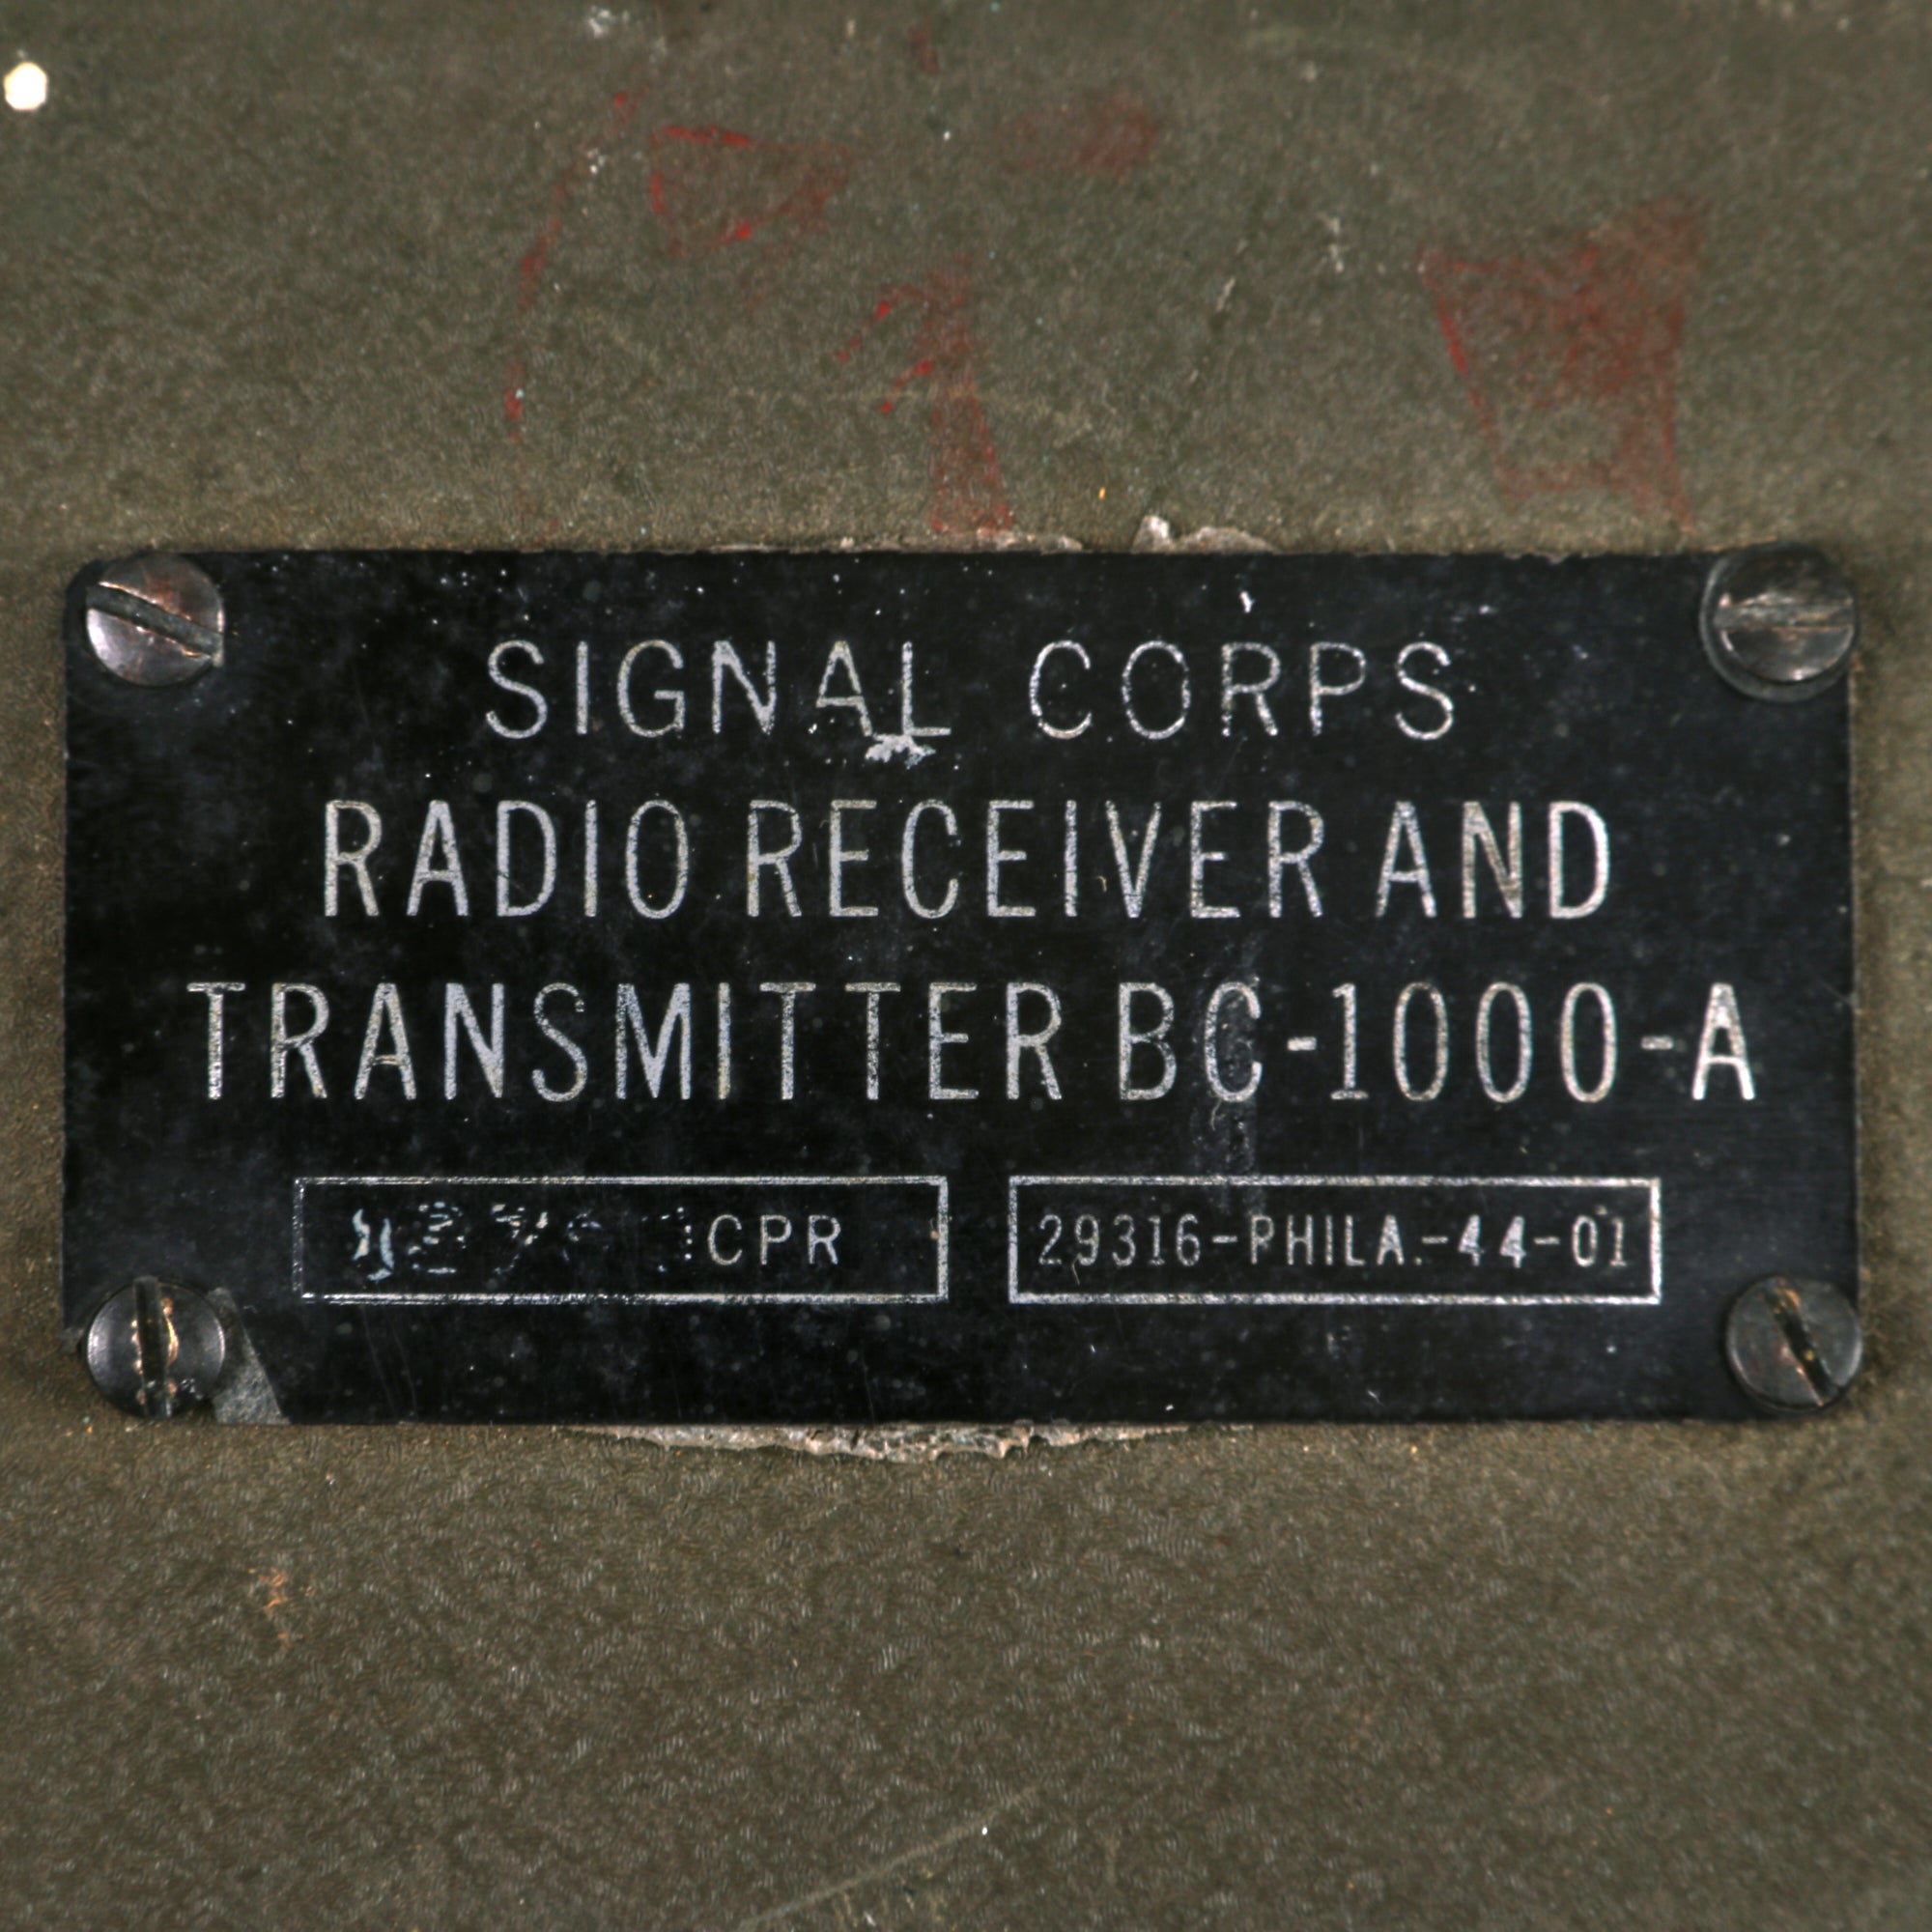 SIGNAL CORPS
RADIO RECEIVER AND
TRANSMITTER BC-1000-A
CPR
29316-PHILA.-44-01